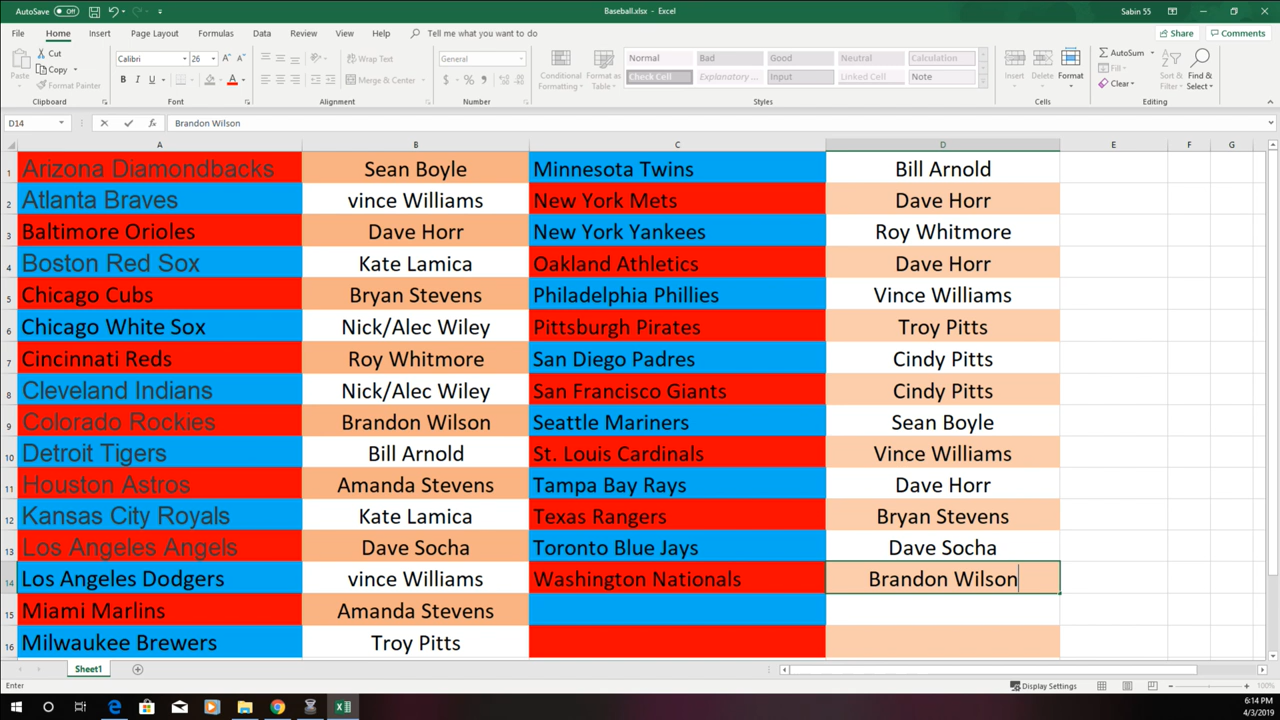 AutoSave Off
Baseball.xlsx - Excel
Sabin 55
File Home Insert Page Layout Formulas Data Review View Help Tell me what you want to do
Share Comments
Paste
Cut
Copy
Format Painter
Clipboard
Calibri 26
B I U
Font
Wrap Text
Merge & Center
Alignment
General
$ % ,
Number
Conditional Formatting
Format as Table
Normal Bad Good Neutral Calculation
Check Cell Explanatory ... Input Linked Cell Note
Styles
Insert Delete Format
Cells
AutoSum
Fill
Clear
Sort & Filter
Find & Select
Editing
D14 fx Brandon Wilson
A B C D E F G
1 Arizona Diamondbacks Sean Boyle Minnesota Twins Bill Arnold
2 Atlanta Braves vince Williams New York Mets Dave Horr
3 Baltimore Orioles Dave Horr New York Yankees Roy Whitmore
4 Boston Red Sox Kate Lamica Oakland Athletics Dave Horr
5 Chicago Cubs Bryan Stevens Philadelphia Phillies Vince Williams
6 Chicago White Sox Nick/Alec Wiley Pittsburgh Pirates Troy Pitts
7 Cincinnati Reds Roy Whitmore San Diego Padres Cindy Pitts
8 Cleveland Indians Nick/Alec Wiley San Francisco Giants Cindy Pitts
9 Colorado Rockies Brandon Wilson Seattle Mariners Sean Boyle
10 Detroit Tigers Bill Arnold St. Louis Cardinals Vince Williams
11 Houston Astros Amanda Stevens Tampa Bay Rays Dave Horr
12 Kansas City Royals Kate Lamica Texas Rangers Bryan Stevens
13 Los Angeles Angels Dave Socha Toronto Blue Jays Dave Socha
14 Los Angeles Dodgers vince Williams Washington Nationals Brandon Wilson
15 Miami Marlins Amanda Stevens
16 Milwaukee Brewers Troy Pitts
Sheet1
Enter
Display Settings
100%
6:14 PM
4/3/2019